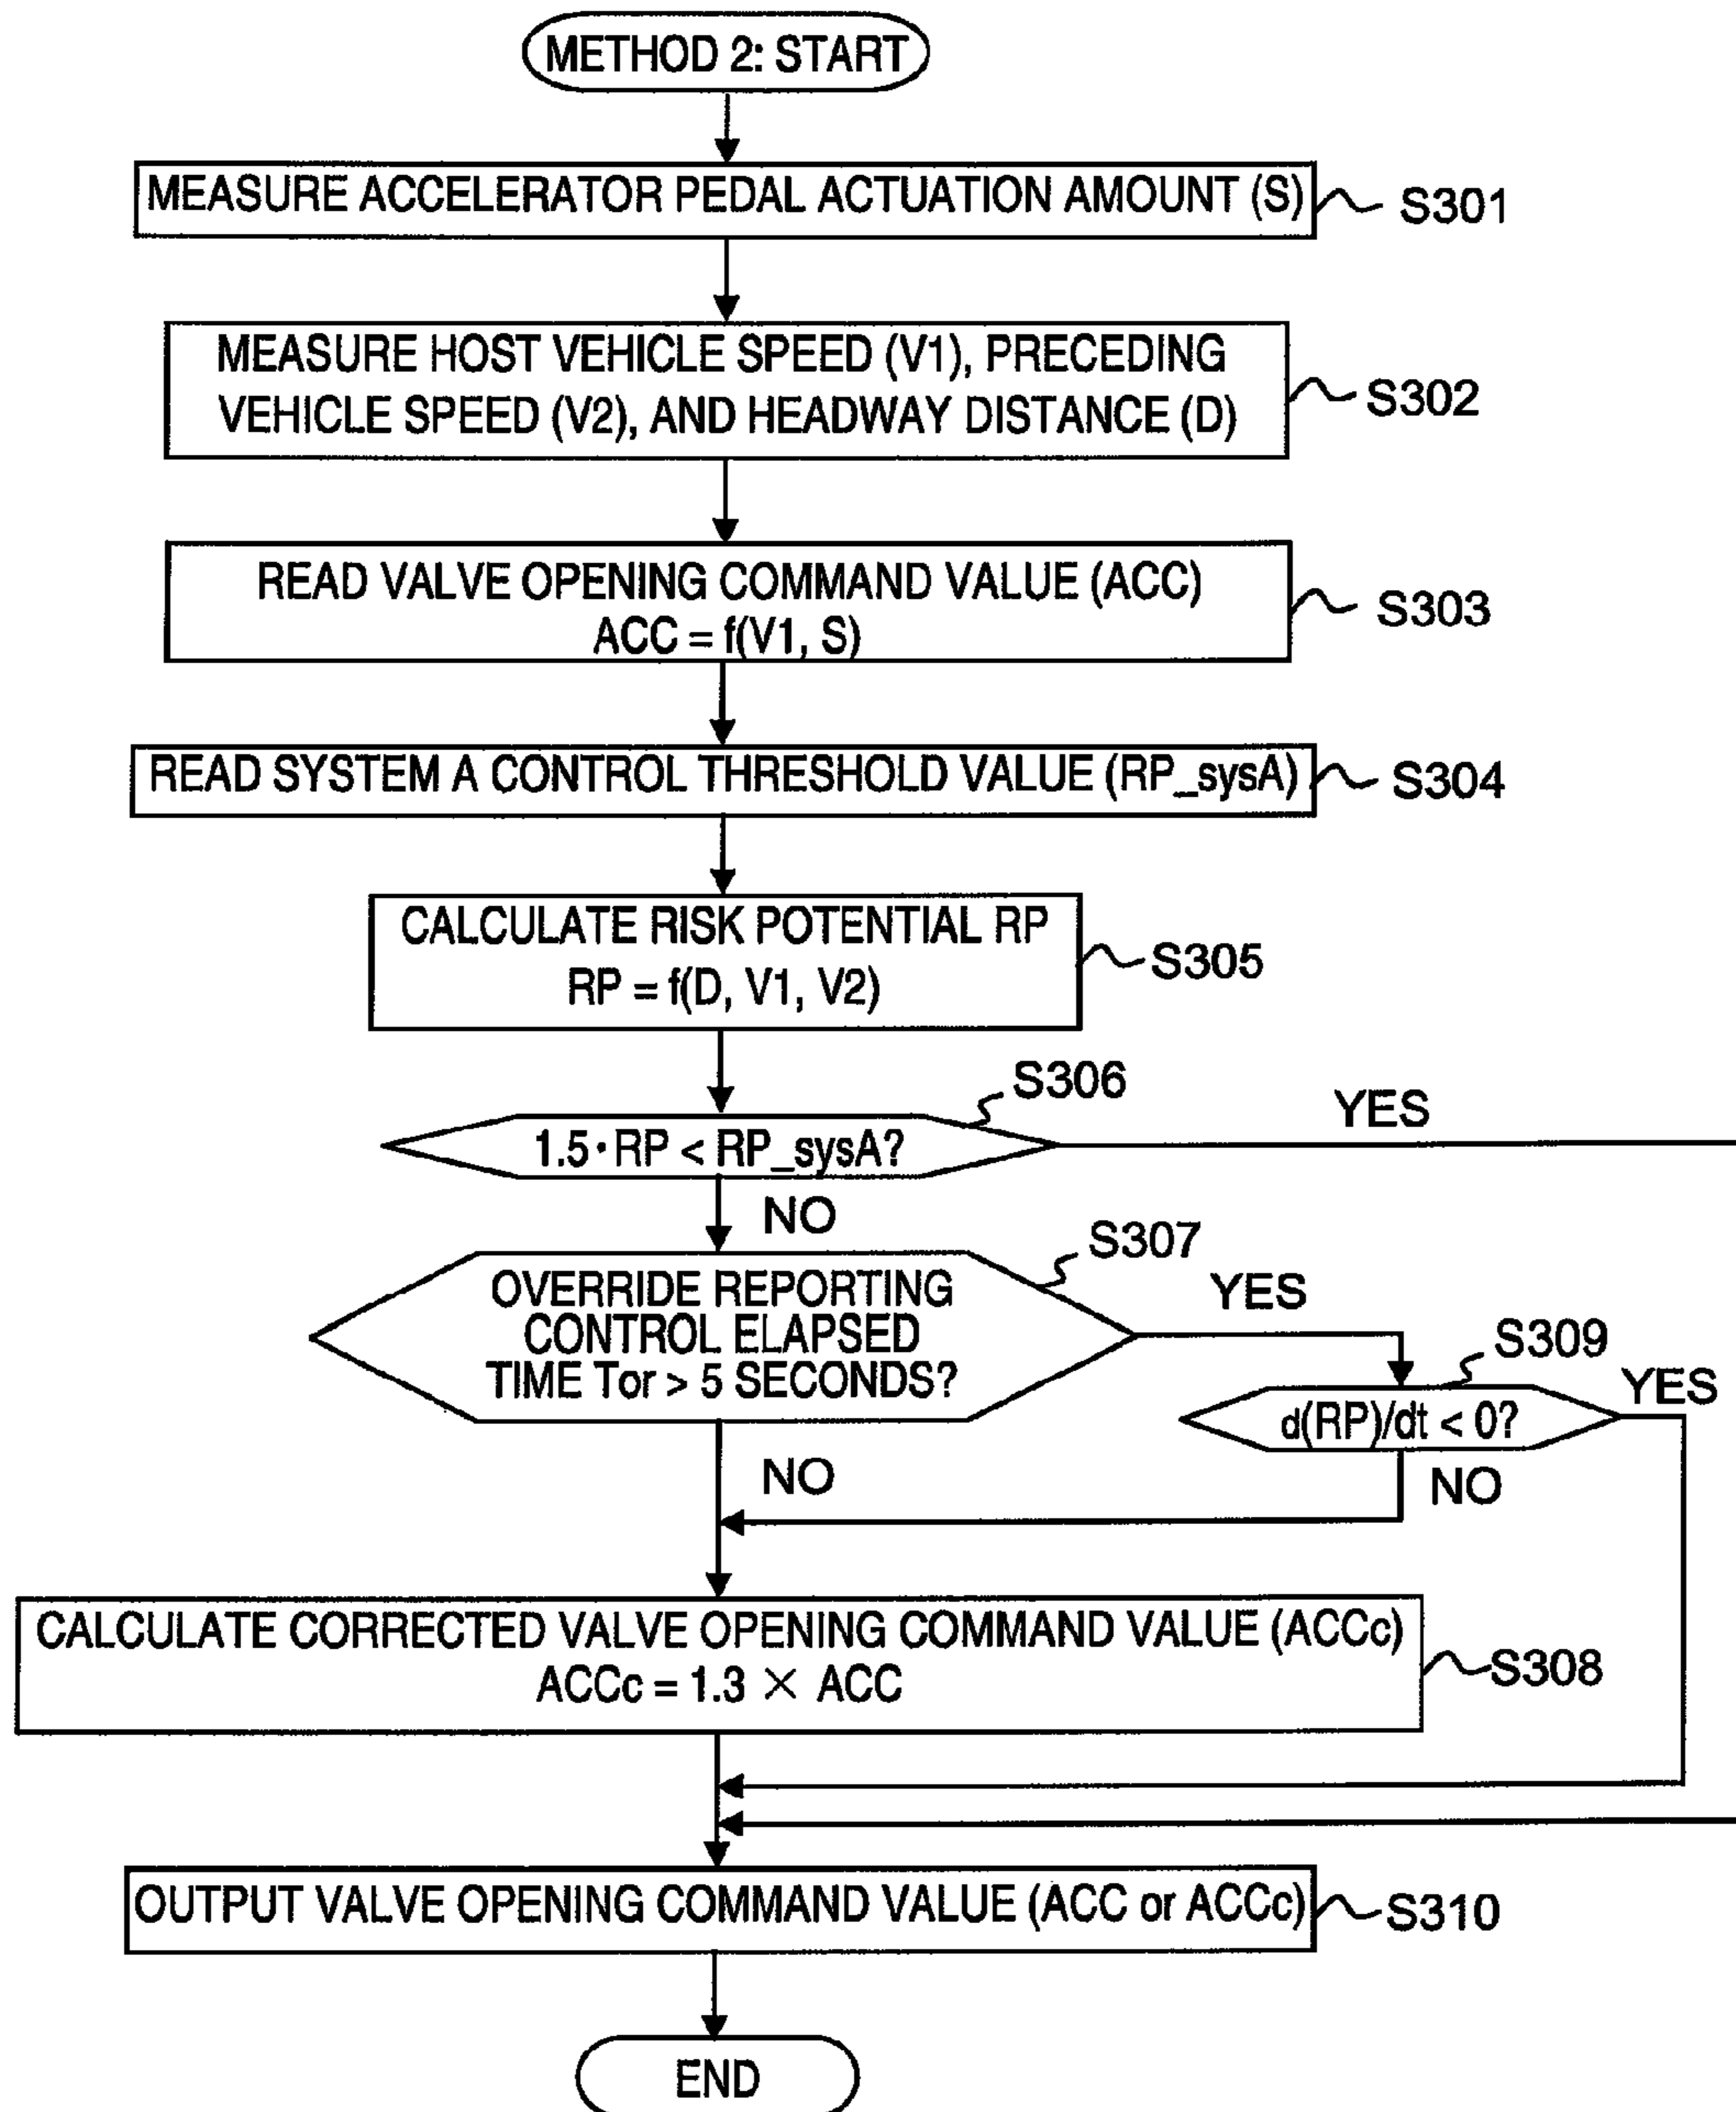 METHOD 2: START
MEASURE ACCELERATOR PEDAL ACTUATION AMOUNT (S)
S301
MEASURE HOST VEHICLE SPEED (V1), PRECEDING
VEHICLE SPEED (V2), AND HEADWAY DISTANCE (D)
S302
READ VALVE OPENING COMMAND VALUE (ACC)
ACC = f(V1, S)
S303
READ SYSTEM A CONTROL THRESHOLD VALUE (RP_sysA)
S304
CALCULATE RISK POTENTIAL RP
RP = f(D, V1, V2)
S305
S306
YES
1.5·RP < RP_sysA?
NO
S307
OVERRIDE REPORTING
CONTROL ELAPSED
TIME Tor > 5 SECONDS?
YES
S309
YES
d(RP)/dt < 0?
NO
NO
CALCULATE CORRECTED VALVE OPENING COMMAND VALUE (ACCc)
ACCc = 1.3 × ACC
S308
OUTPUT VALVE OPENING COMMAND VALUE (ACC or ACCc)
S310
END